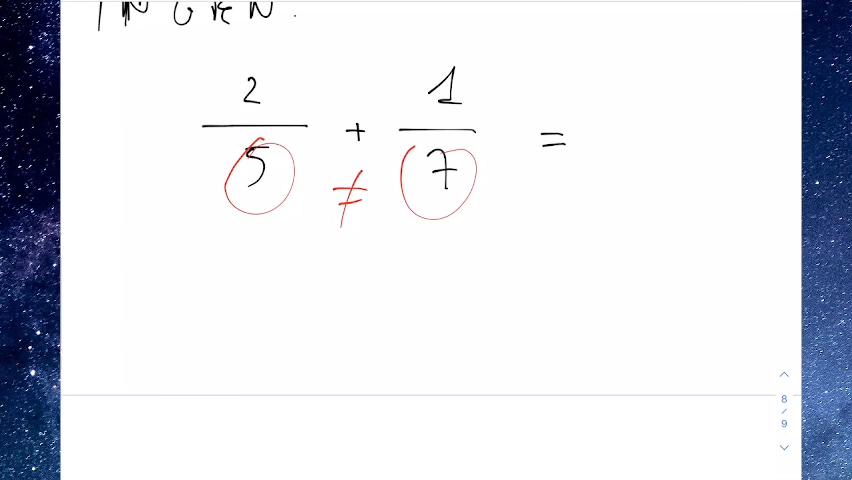 2/5 + 1/7 =
≠
8
/
9